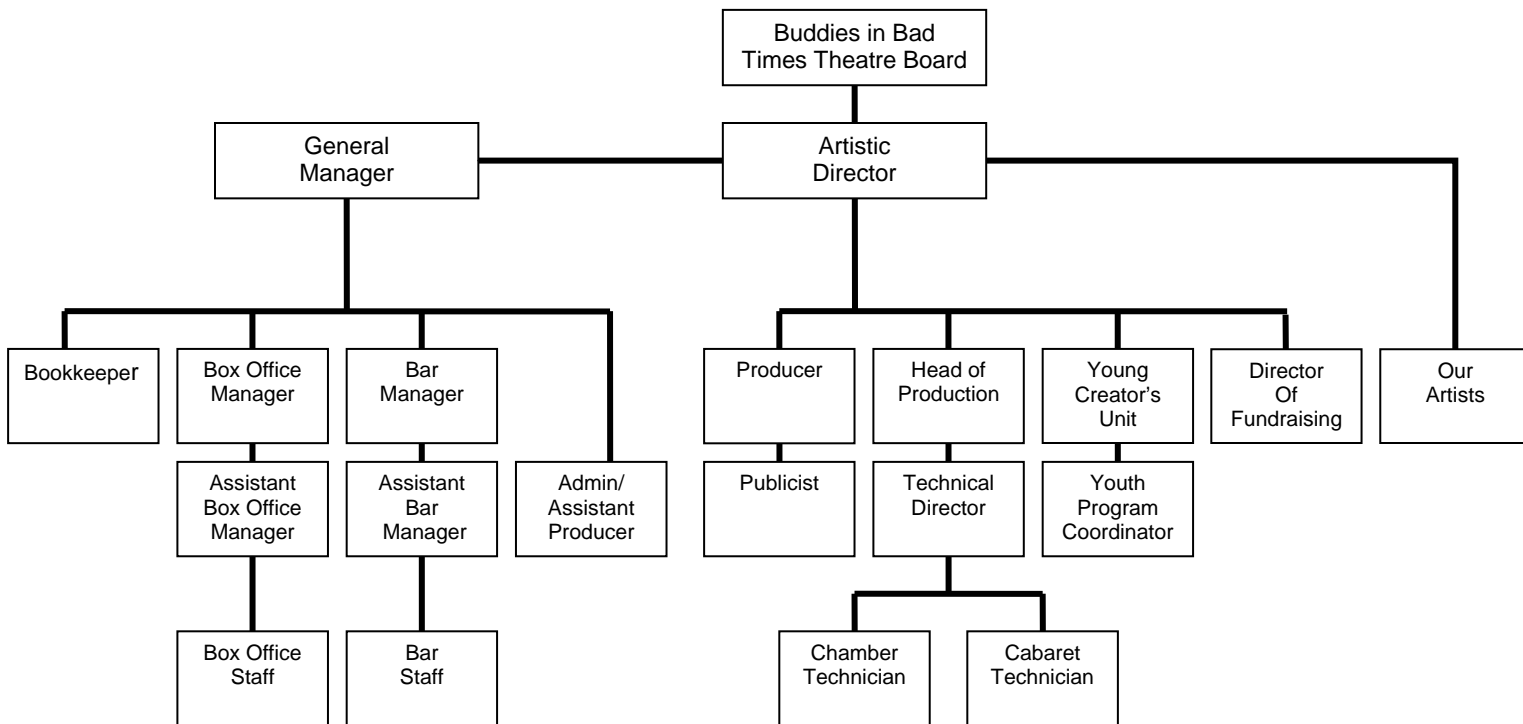 Buddies in Bad
Times Theatre Board
General
Manager
Artistic
Director
Bookkeeper
Box Office
Manager
Bar
Manager
Producer
Head of
Production
Young
Creator’s
Unit
Director
Of
Fundraising
Our
Artists
Assistant
Box Office
Manager
Assistant
Bar
Manager
Admin/
Assistant
Producer
Publicist
Technical
Director
Youth
Program
Coordinator
Box Office
Staff
Bar
Staff
Chamber
Technician
Cabaret
Technician